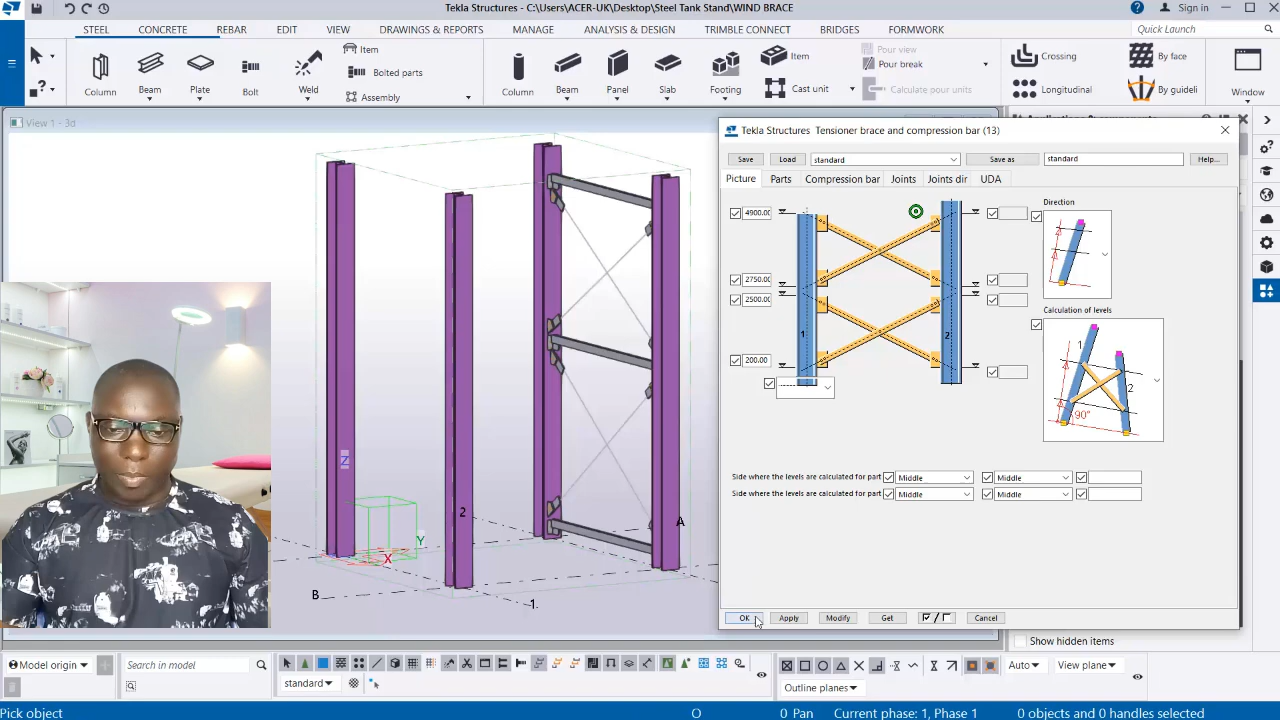 Tekla Structures - C:\Users\ACER-UK\Desktop\Steel Tank Stand\WIND BRACE
Sign in
STEEL CONCRETE REBAR EDIT VIEW DRAWINGS & REPORTS MANAGE ANALYSIS & DESIGN TRIMBLE CONNECT BRIDGES FORMWORK Quick Launch
Column Beam Plate Bolt Weld
Item
Bolted parts
Assembly
Column Beam Panel Slab Footing
Item
Cast unit
Pour view
Pour break
Calculate pour units
Crossing
Longitudinal
By face
By guideli
Window
View 1 - 3d
Tekla Structures Tensioner brace and compression bar (13)
Save Load standard Save as standard Help...
Picture Parts Compression bar Joints Joints dir UDA
4900.00
2750.00
2500.00
200.00
1
2
Direction
Calculation of levels
1
2
90°
Side where the levels are calculated for part Middle Middle
Side where the levels are calculated for part Middle Middle
OK Apply Modify Get / Cancel
Z
Y
X
2
A
B
1
Show hidden items
Model origin Search in model
standard
Auto View plane
Outline planes
Pick object O 0 Pan Current phase: 1, Phase 1 0 objects and 0 handles selected